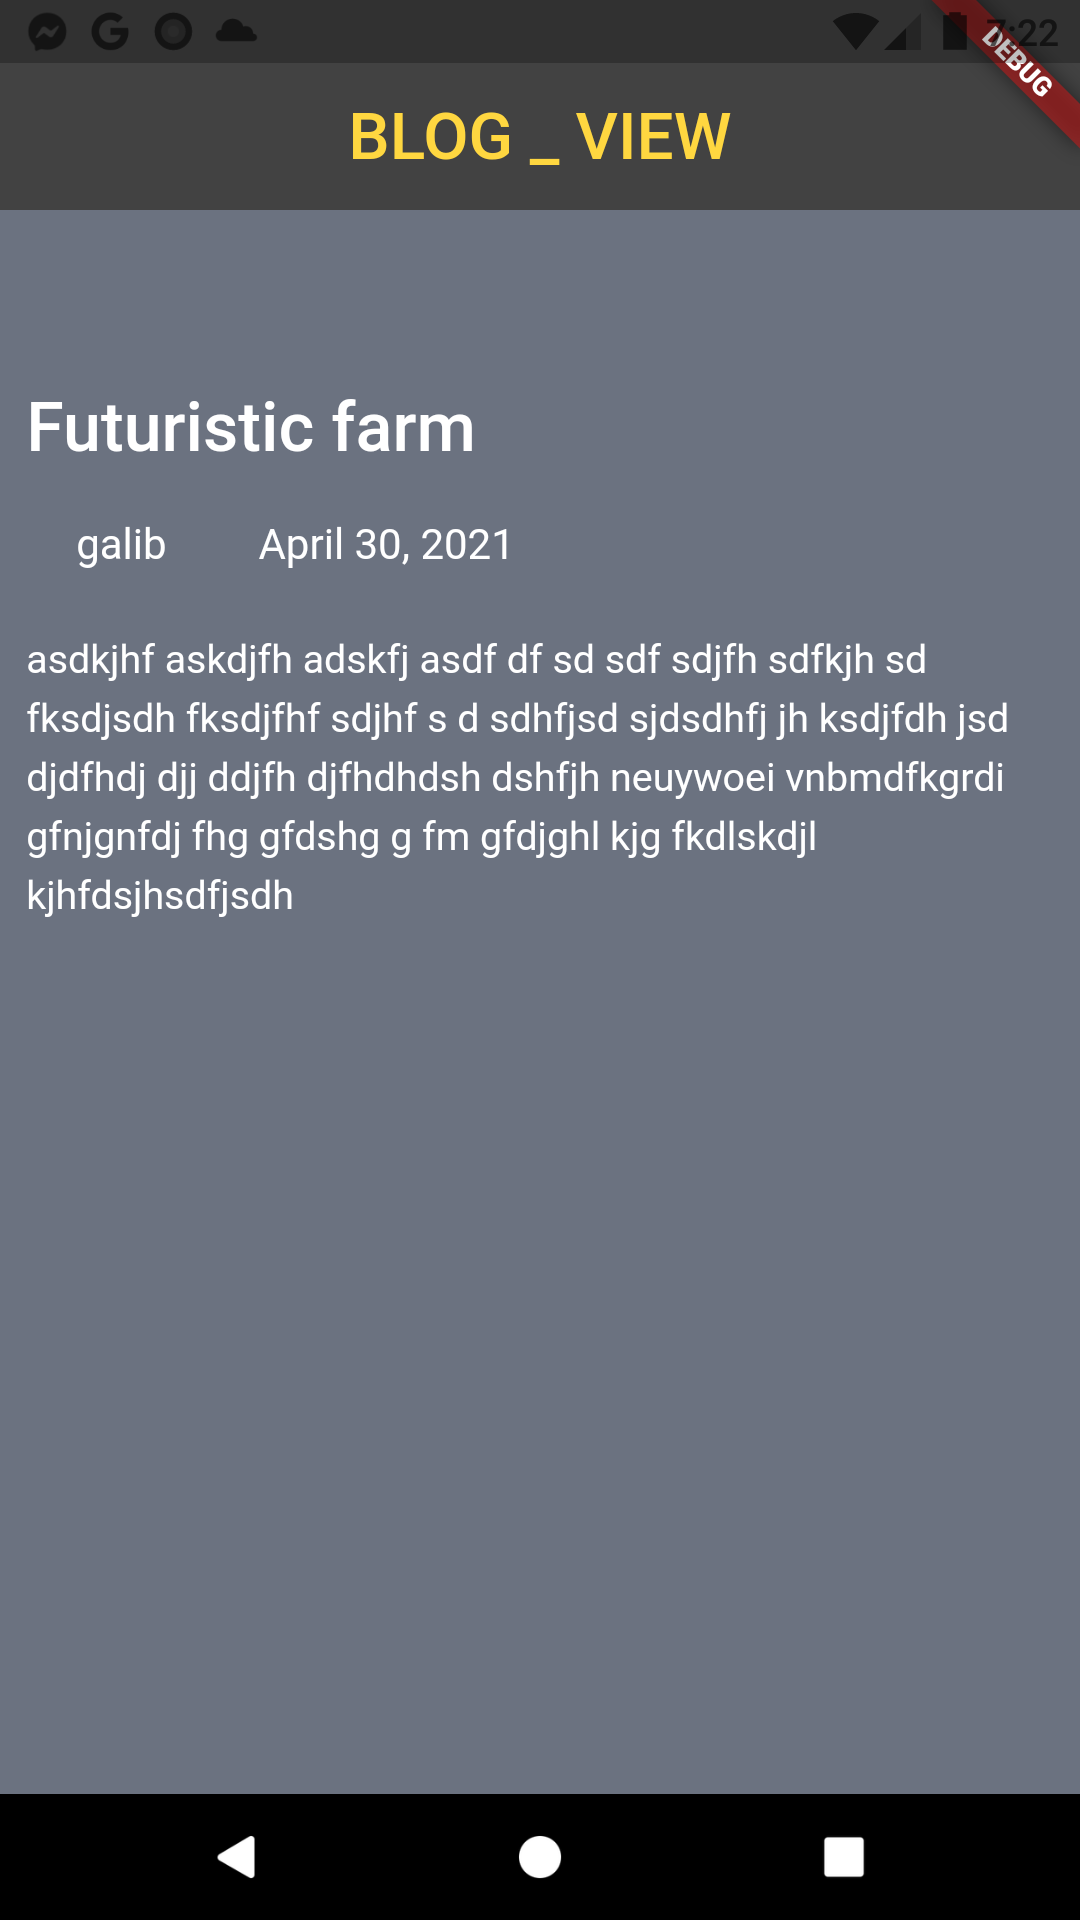 7:22
DEBUG
BLOG _ VIEW
Futuristic farm
galib April 30, 2021
asdkjhf askdjfh adskfj asdf df sd sdf sdjfh sdfkjh sd
fksdjsdh fksdjfhf sdjhf s d sdhfjsd sjdsdhfj jh ksdjfdh jsd
djdfhdj djj ddjfh djfhdhdsh dshfjh neuywoei vnbmdfkgrdi
gfnjgnfdj fhg gfdshg g fm gfdjghl kjg fkdlskdjl
kjhfdsjhsdfjsdh